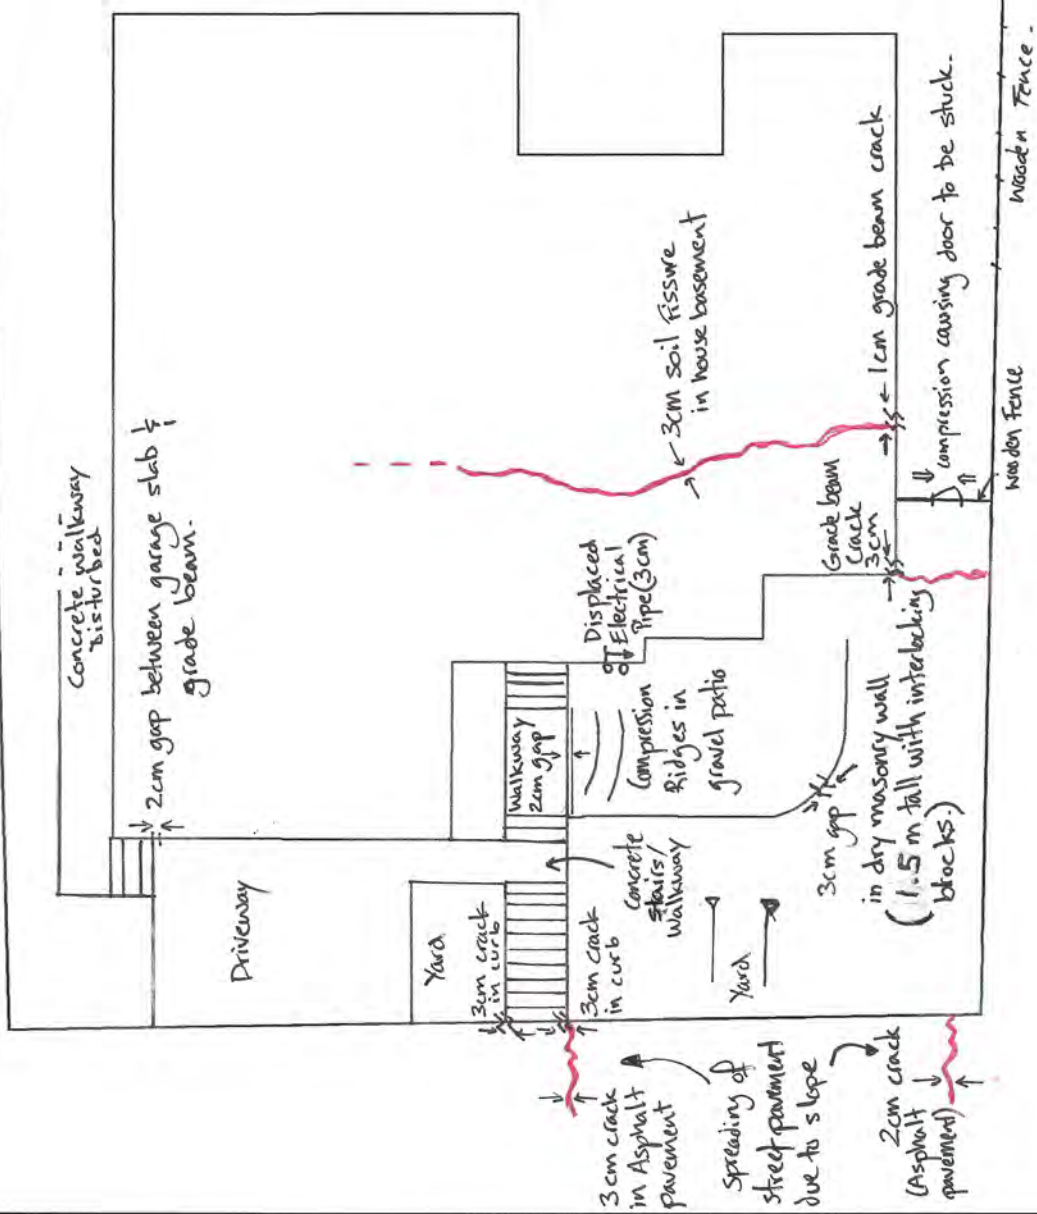 Concrete walkway
Disturbed
2cm gap between garage slab &
grade beam.
Driveway
Yard
3cm crack
in curb
3cm crack
in curb
Walkway
2cm gap
Concrete
stairs/
walkway
Compression
Ridges in
gravel patio
Displaced
Electrical
Pipe (3cm)
3cm soil Fissure
in house basement
Yard
3cm gap
in dry masonry wall
(1.5 m tall with interlocking
blocks.)
Grade beam
Crack
3cm
1cm grade beam crack
compression causing door to be stuck.
Wooden Fence
Wooden Fence.
3cm crack
in Asphalt
pavement
Spreading of
street pavement
due to slope
2cm crack
(Asphalt
pavement)